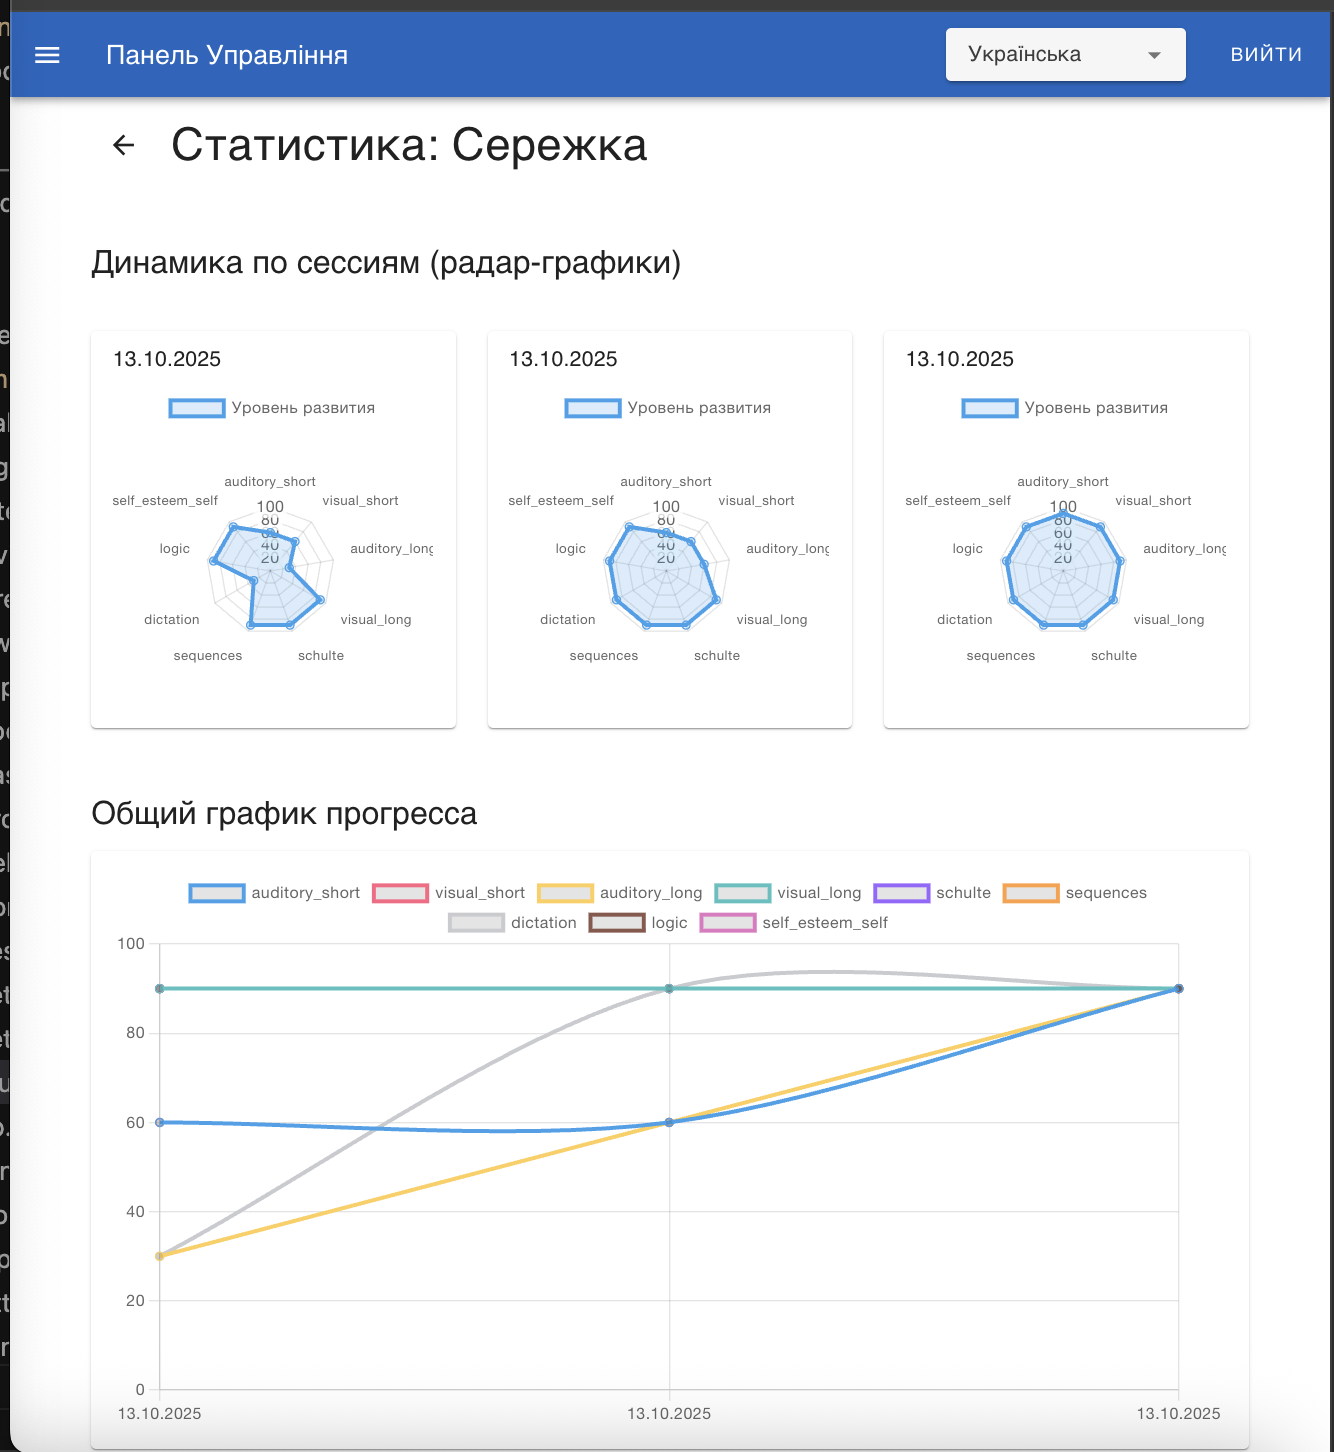 Панель Управління
Українська
ВИЙТИ
Статистика: Сережка
Динамика по сессиям (радар-графики)
13.10.2025
Уровень развития
auditory_short
self_esteem_self
visual_short
100
80
60
40
20
logic
auditory_long
dictation
visual_long
sequences
schulte
13.10.2025
Уровень развития
auditory_short
self_esteem_self
visual_short
100
80
60
40
20
logic
auditory_long
dictation
visual_long
sequences
schulte
13.10.2025
Уровень развития
auditory_short
self_esteem_self
visual_short
100
80
60
40
20
logic
auditory_long
dictation
visual_long
sequences
schulte
Общий график прогресса
auditory_short visual_short auditory_long visual_long schulte sequences
dictation logic self_esteem_self
100
80
60
40
20
0
13.10.2025 13.10.2025 13.10.2025